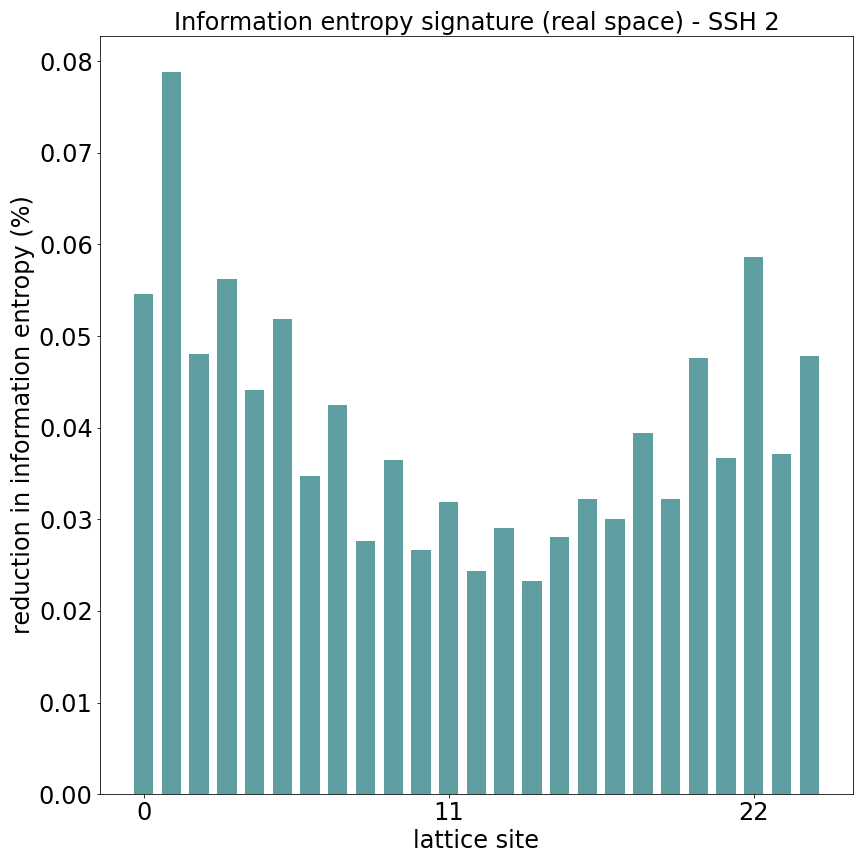 Information entropy signature (real space) - SSH 2
reduction in information entropy (%)
0.08
0.07
0.06
0.05
0.04
0.03
0.02
0.01
0.00
0 11 22
lattice site